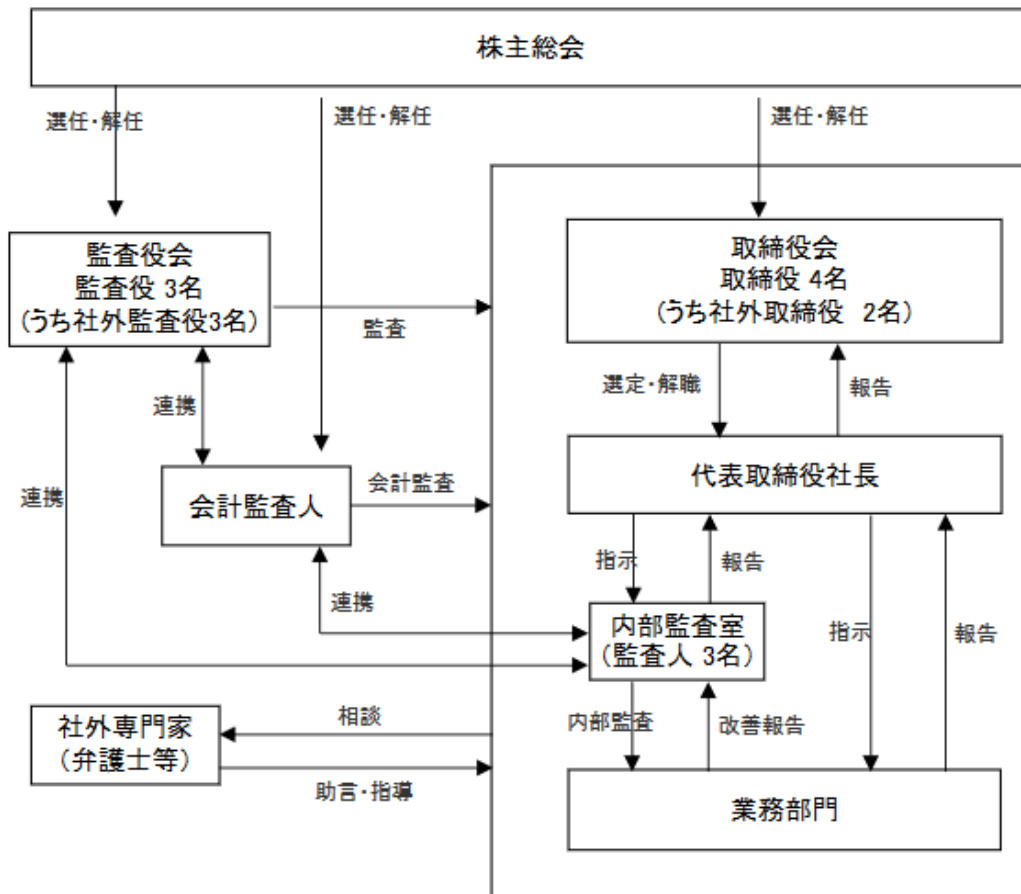 株主総会
選任・解任
選任・解任
選任・解任
監査役会
監査役 3名
(うち社外監査役3名)
監査
取締役会
取締役 4名
(うち社外取締役 2名)
連携
選定・解職
報告
連携
会計監査人
会計監査
代表取締役社長
連携
指示
報告
内部監査室
(監査人 3名)
指示
報告
社外専門家
(弁護士等)
相談
助言・指導
内部監査
改善報告
業務部門